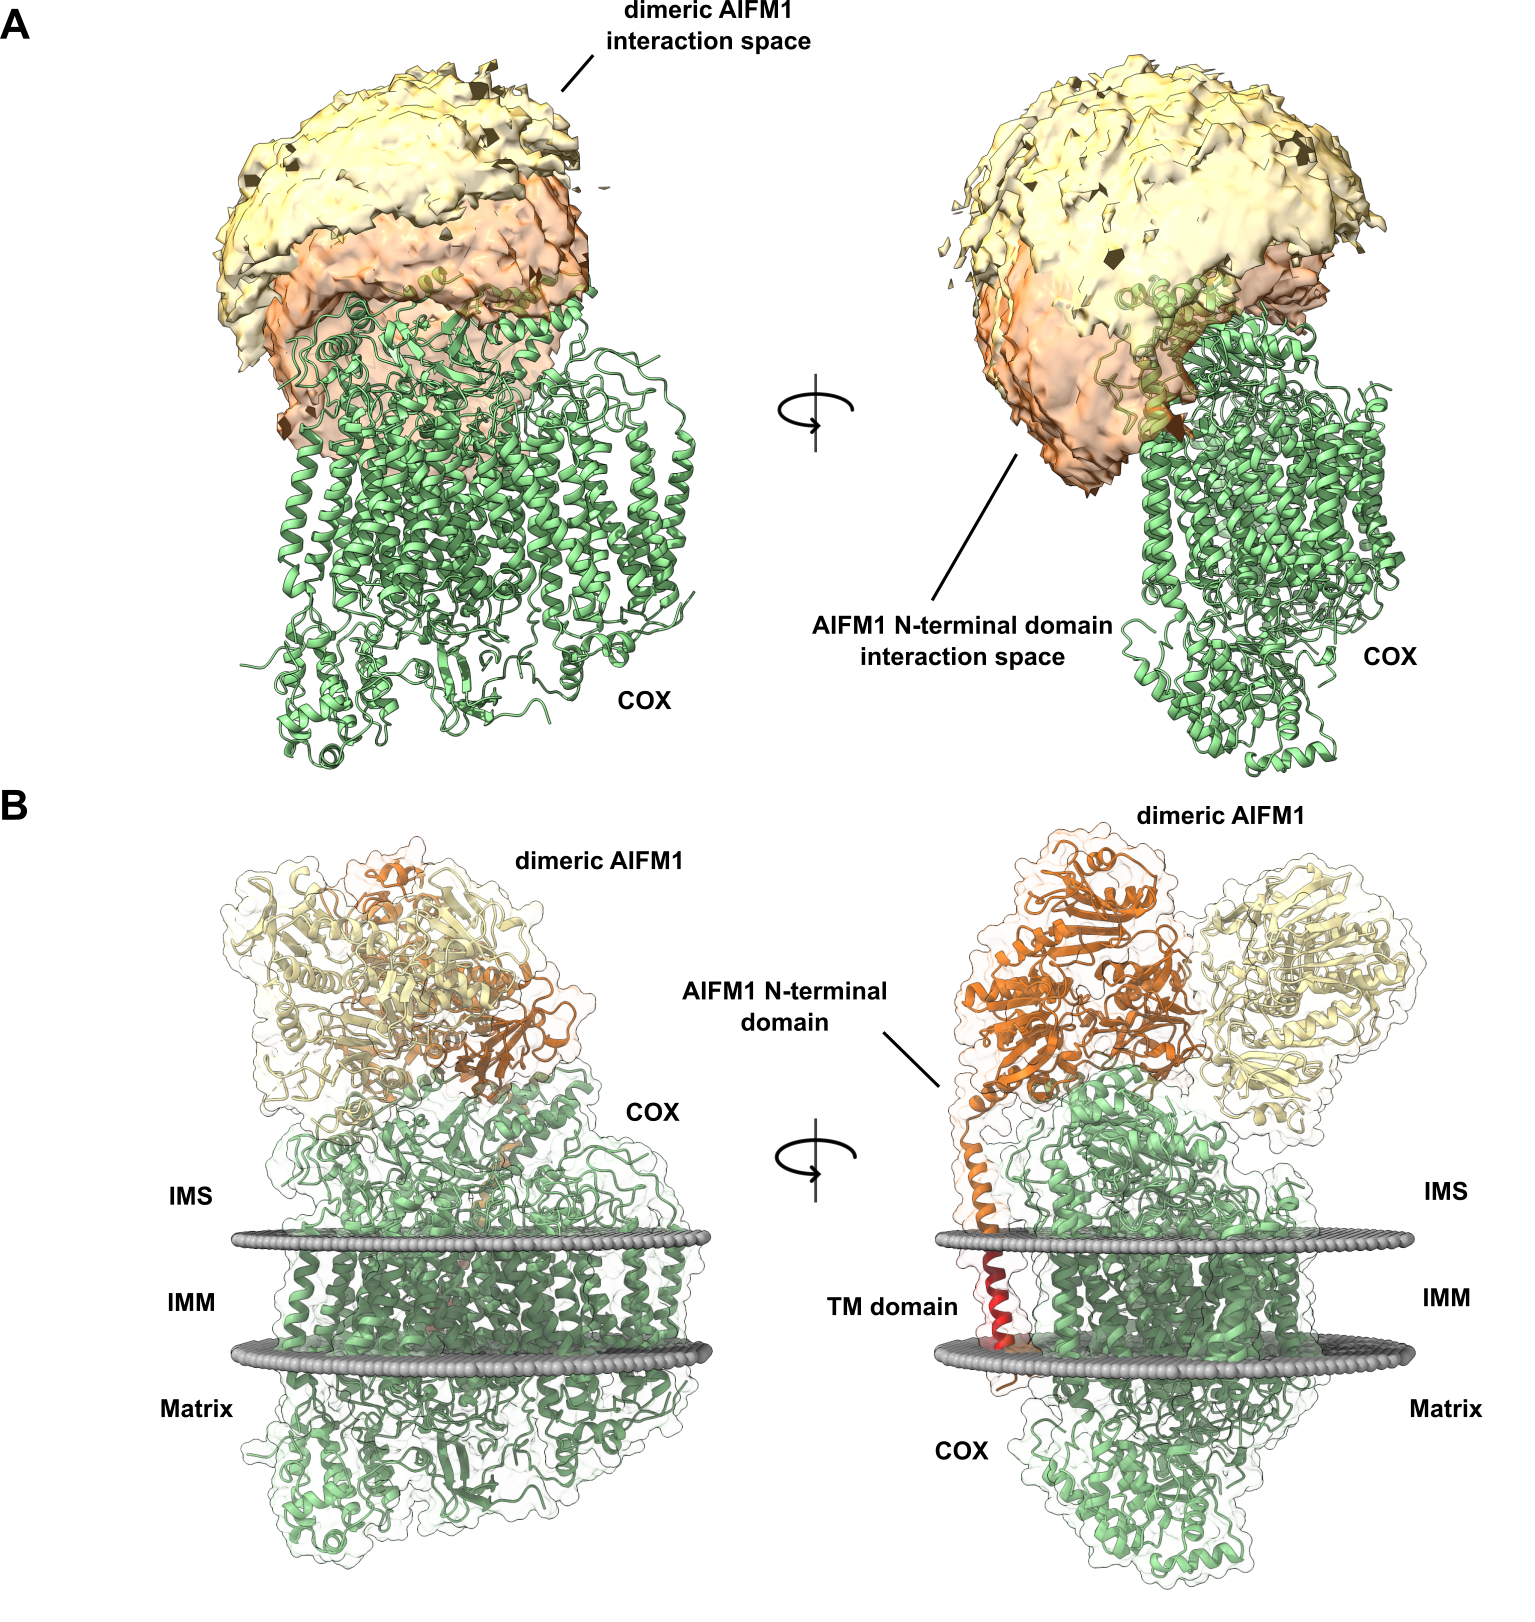 A
dimeric AIFM1
interaction space
AIFM1 N-terminal domain
interaction space
COX
COX
B
dimeric AIFM1
dimeric AIFM1
AIFM1 N-terminal
domain
COX
IMS
IMS
IMM
TM domain
IMM
Matrix
Matrix
COX